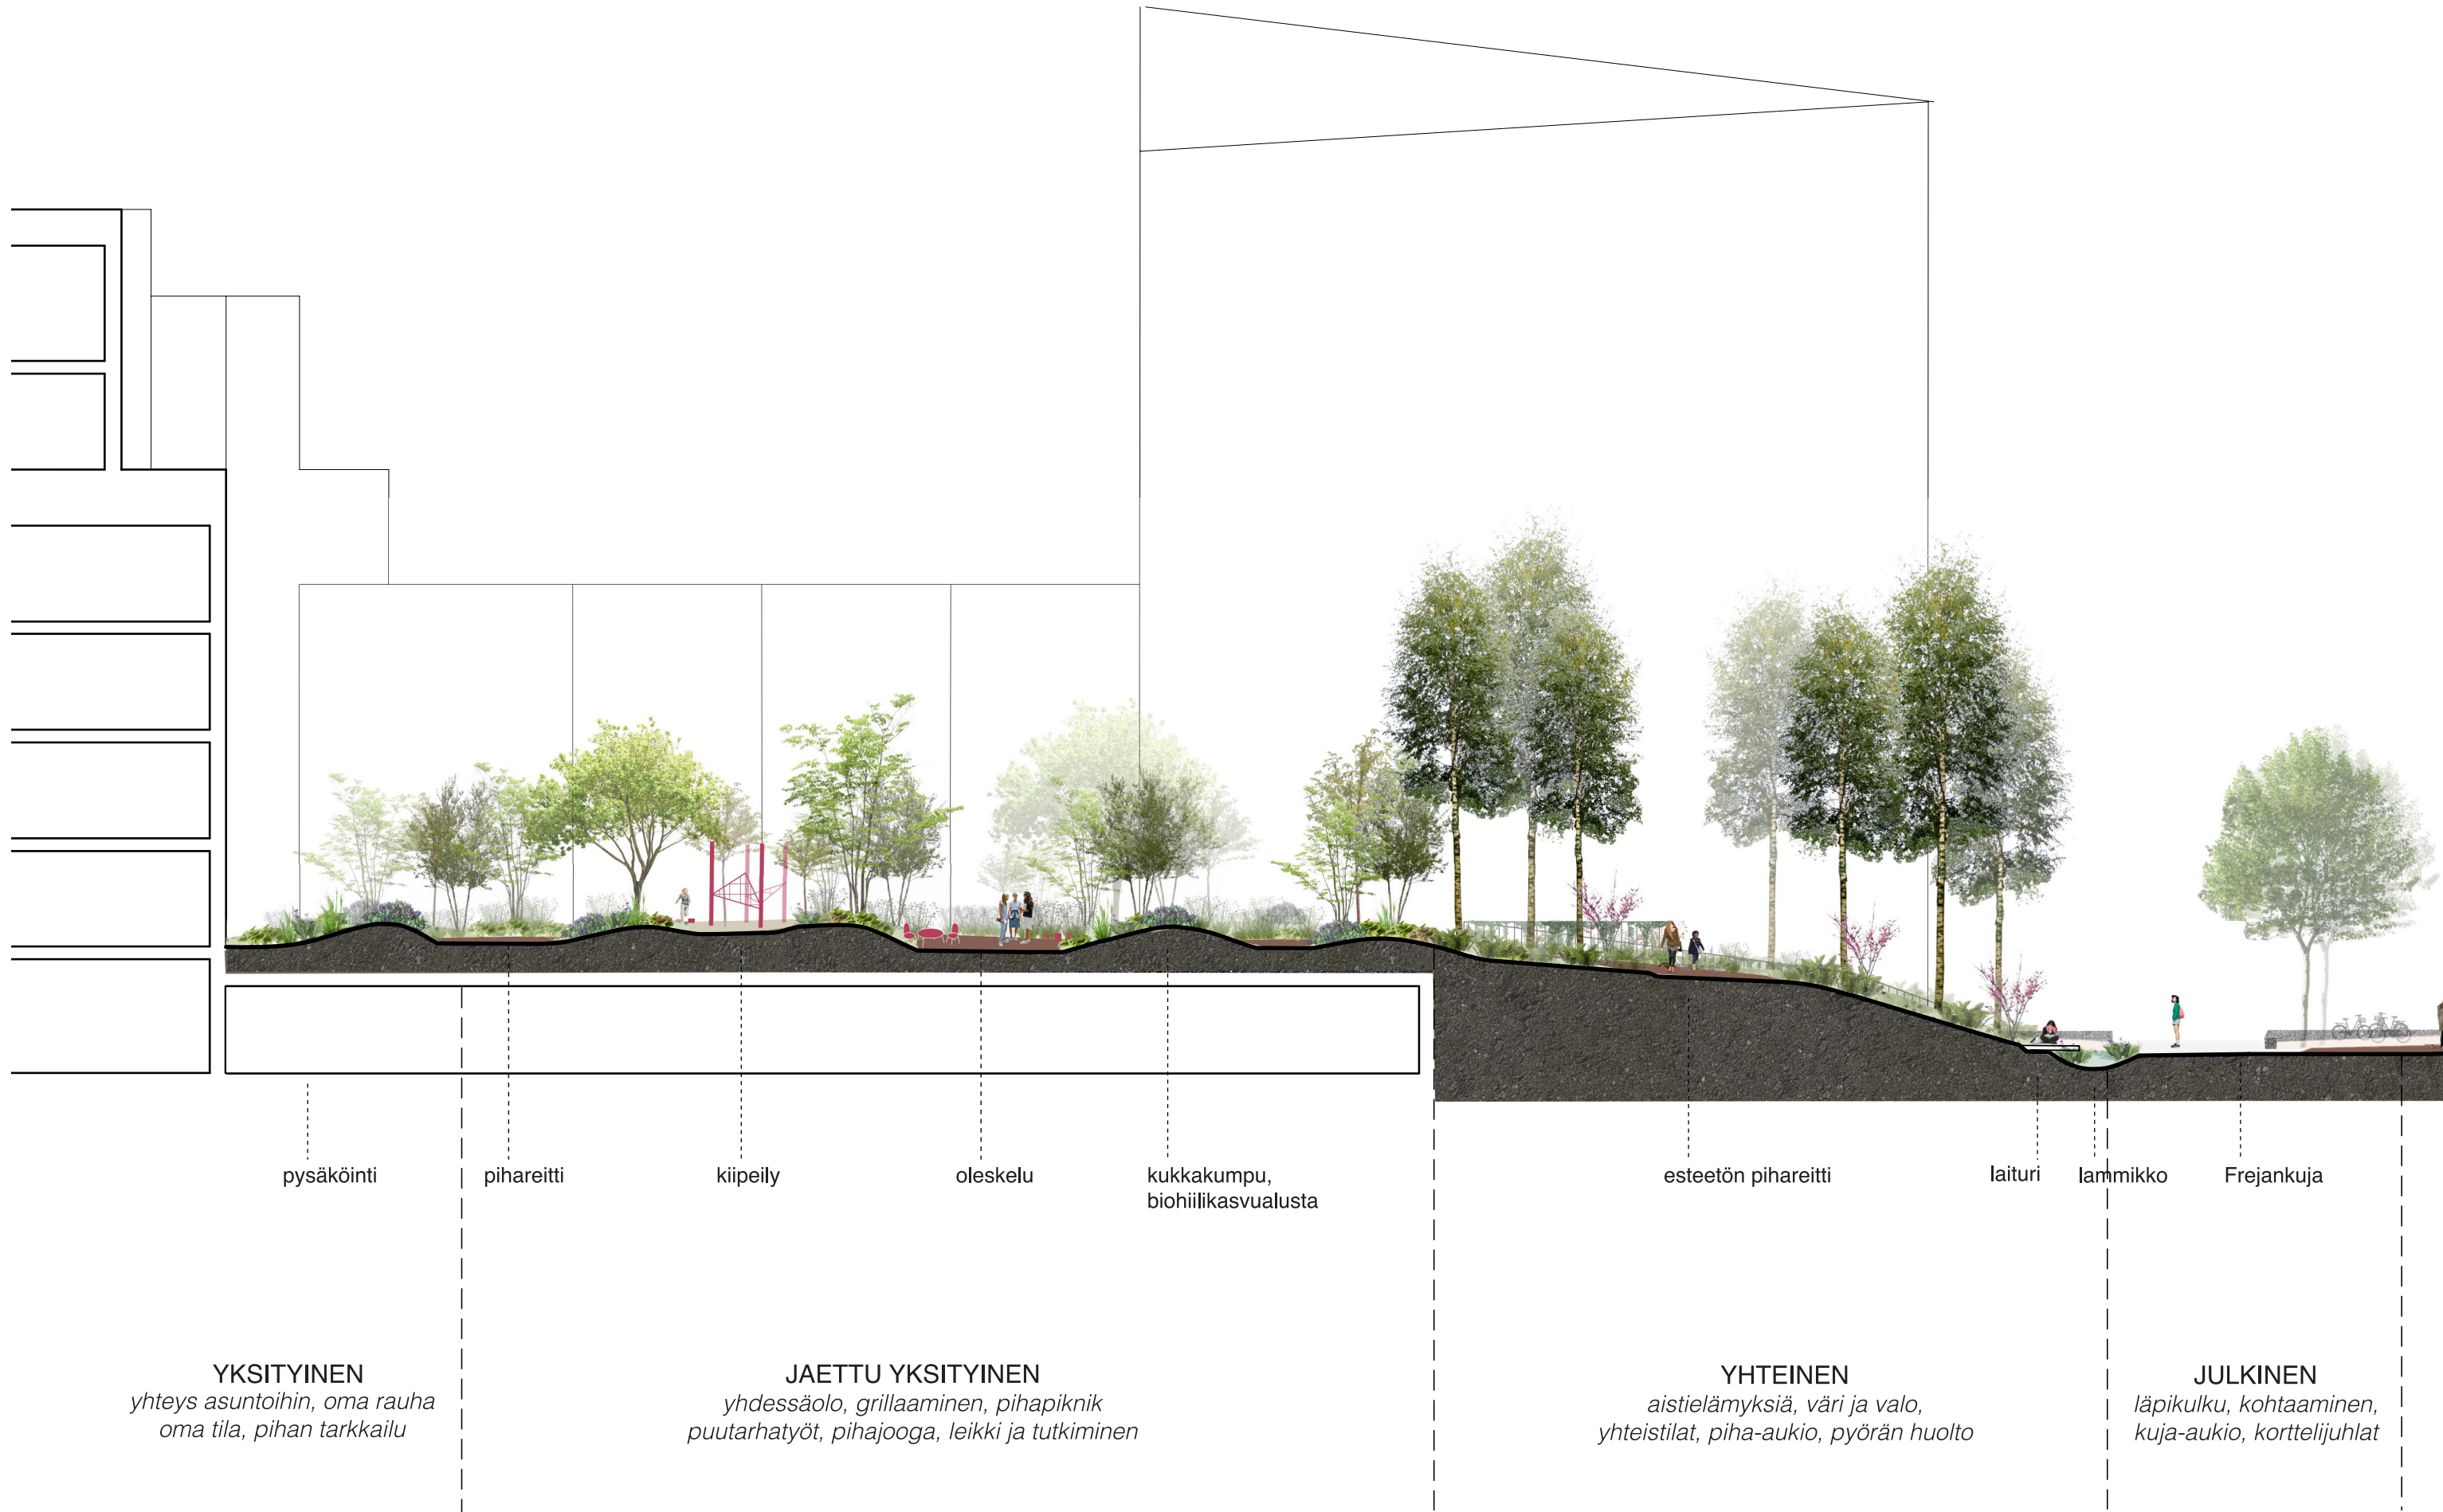 pysäköinti
pihareitti
kiipeily
oleskelu
kukkakumpu,
biohiilikasvualusta
esteetön pihareitti
laituri
lammikko
Frejankuja
YKSITYINEN
yhteys asuntoihin, oma rauha
oma tila, pihan tarkkailu
JAETTU YKSITYINEN
yhdessäolo, grillaaminen, pihapiknik
puutarhatyöt, pihajooga, leikki ja tutkiminen
YHTEINEN
aistielämyksiä, väri ja valo,
yhteistilat, piha-aukio, pyörän huolto
JULKINEN
läpikulku, kohtaaminen,
kuja-aukio, korttelijuhlat